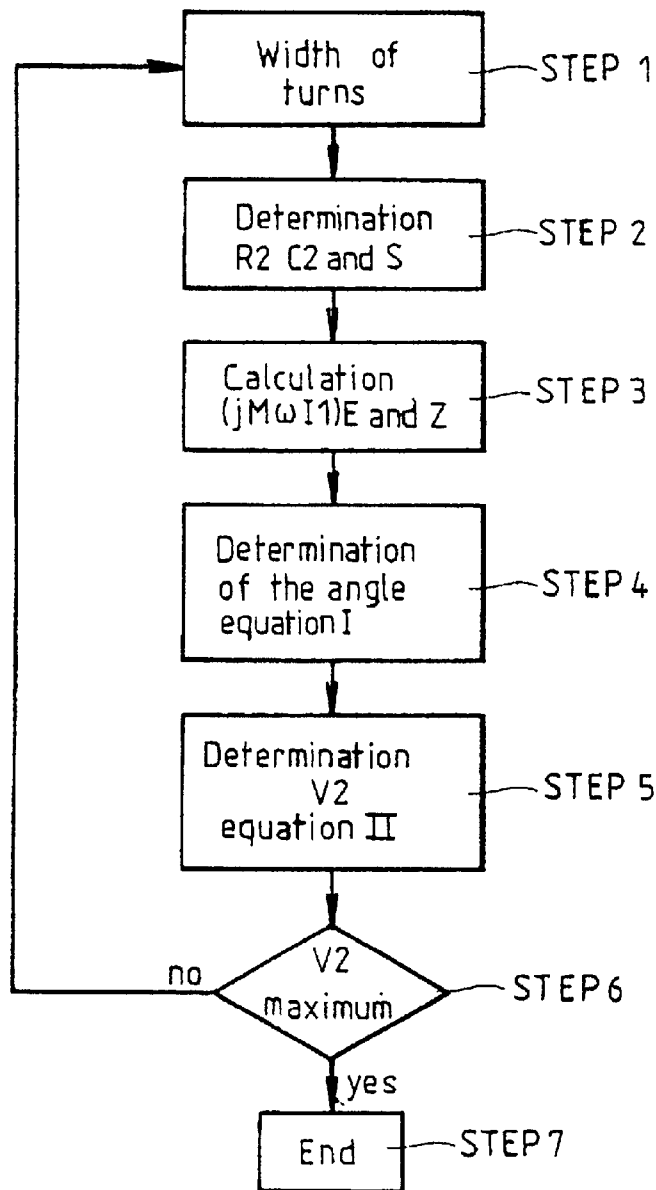 Width of
turns
STEP 1
Determination
R2 C2 and S
STEP 2
Calculation
(jMωI1)E and Z
STEP 3
Determination
of the angle
equation I
STEP 4
Determination
V2
equation II
STEP 5
no
V2
maximum
STEP 6
yes
End
STEP 7